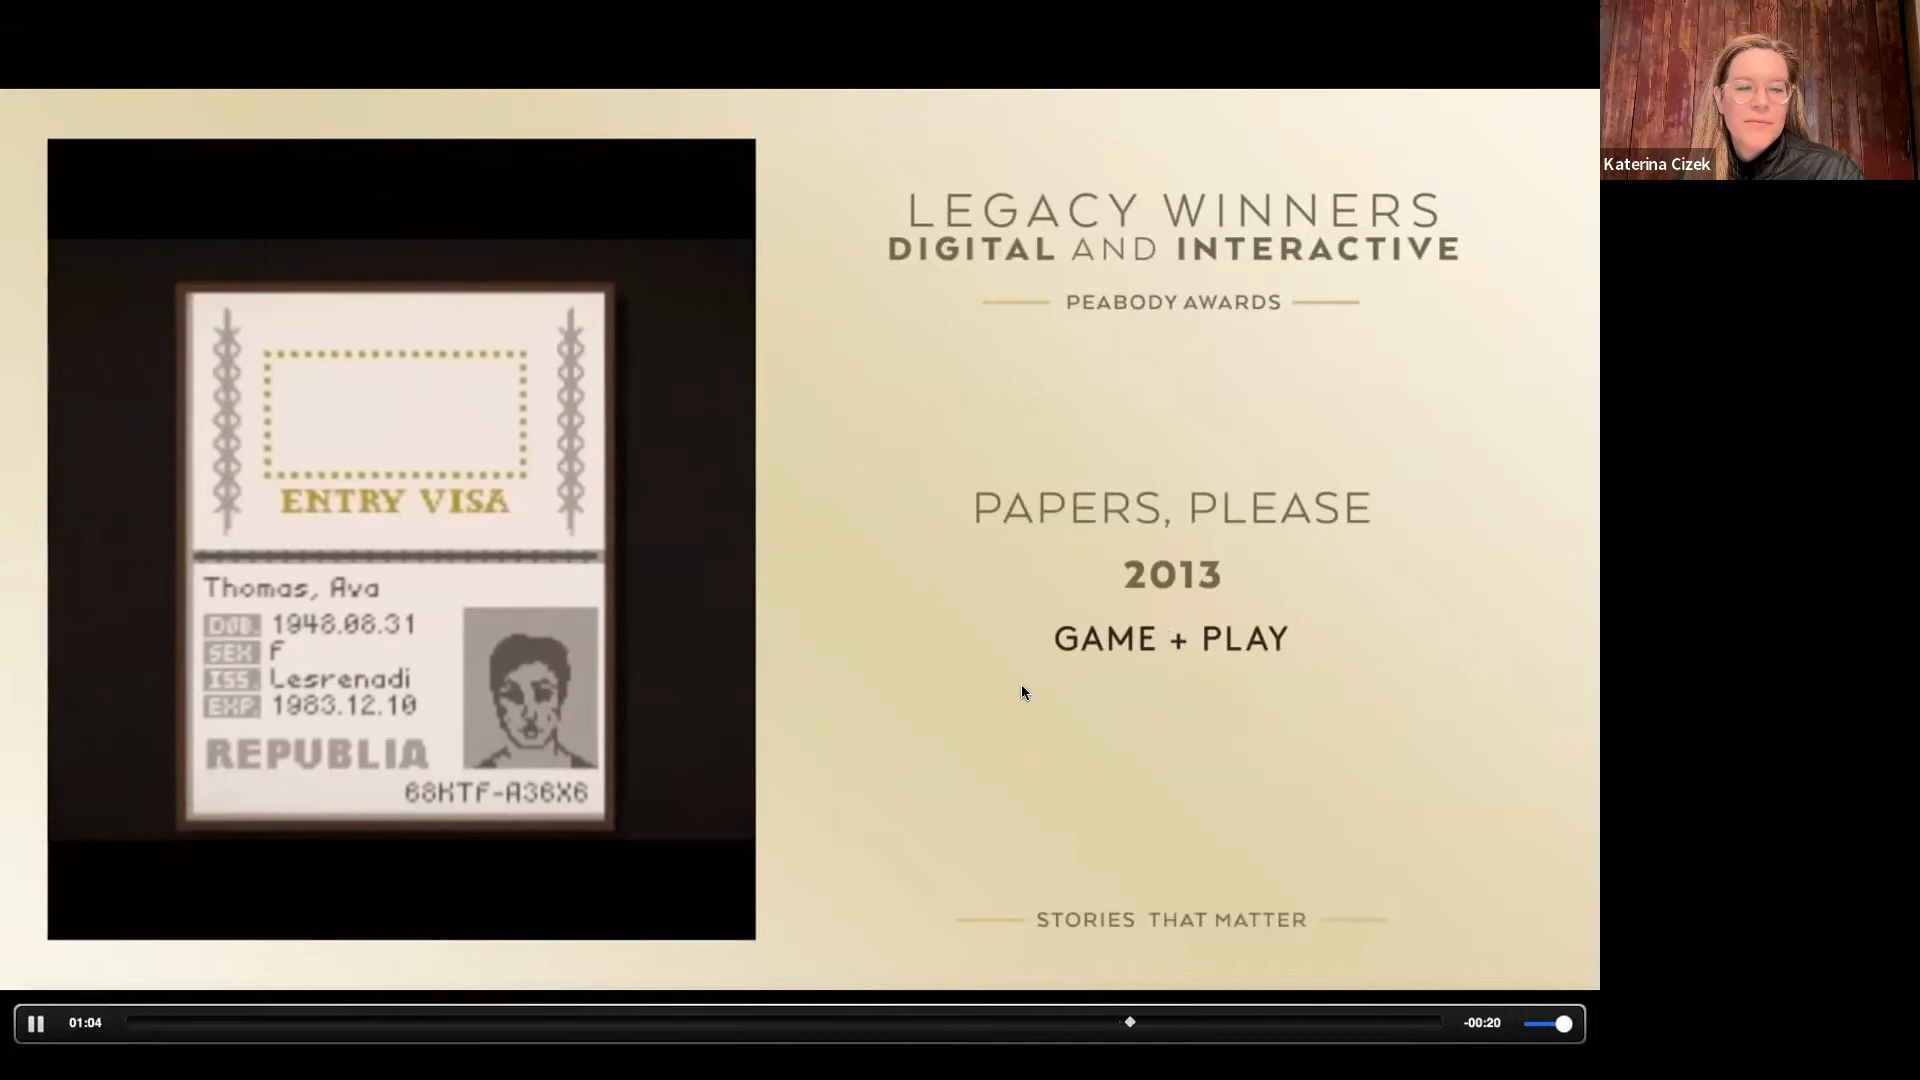 ENTRY VISA
Thomas, Ava
DOB. 1948.08.31
SEX F
ISS. Lesrenadi
EXP. 1983.12.10
REPUBLIA
68KTF-A36X6
LEGACY WINNERS
DIGITAL AND INTERACTIVE
PEABODY AWARDS
PAPERS, PLEASE
2013
GAME + PLAY
STORIES THAT MATTER
Katerina Cizek
01:04
-00:20